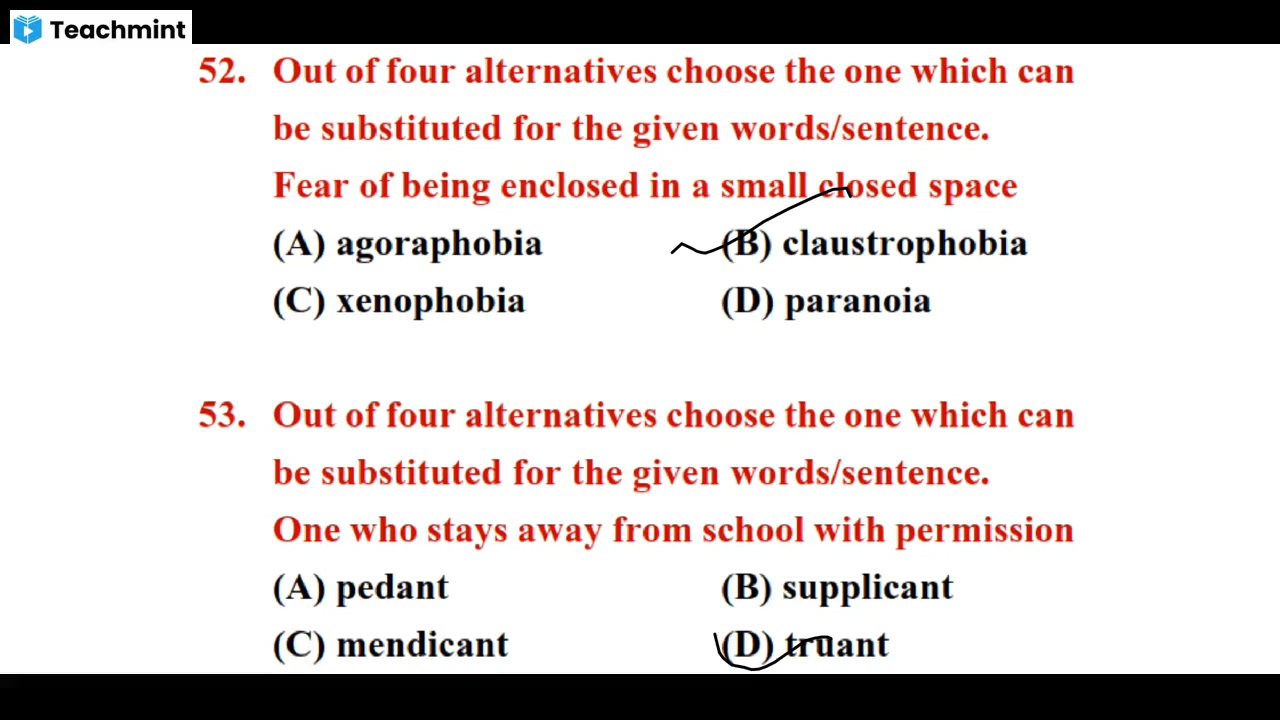 Teachmint
52. Out of four alternatives choose the one which can
be substituted for the given words/sentence.
Fear of being enclosed in a small closed space
(A) agoraphobia (B) claustrophobia
(C) xenophobia (D) paranoia
53. Out of four alternatives choose the one which can
be substituted for the given words/sentence.
One who stays away from school with permission
(A) pedant (B) supplicant
(C) mendicant (D) truant